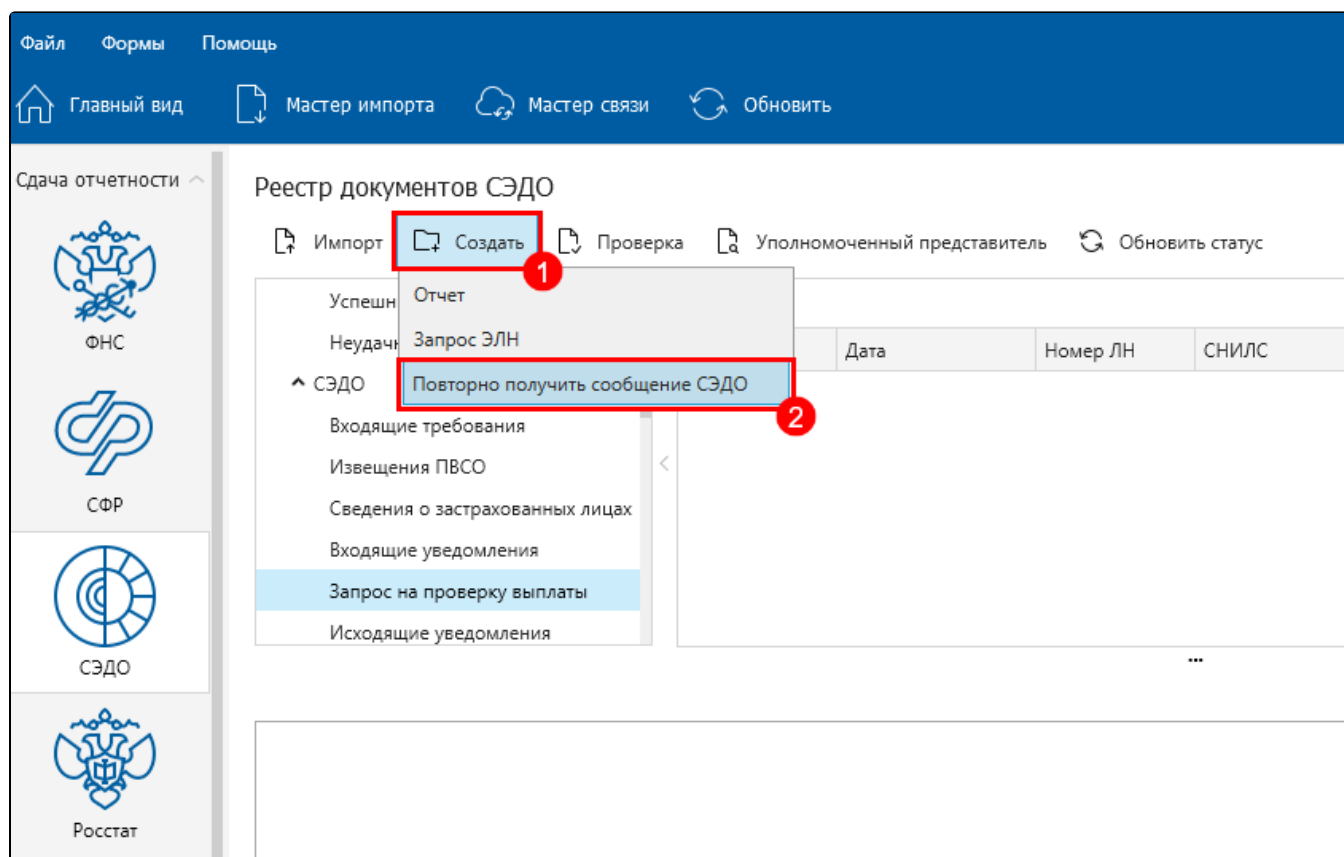 Файл Формы Помощь
Главный вид Мастер импорта Мастер связи Обновить
Сдача отчетности
Реестр документов СЭДО
Импорт Создать Проверка Уполномоченный представитель Обновить статус
1
Отчет
Запрос ЭЛН
Повторно получить сообщение СЭДО
2
Дата Номер ЛН СНИЛС
СЭДО
Входящие требования
Извещения ПВСО
Сведения о застрахованных лицах
Входящие уведомления
Запрос на проверку выплаты
Исходящие уведомления
...
ФНС
СФР
СЭДО
Росстат